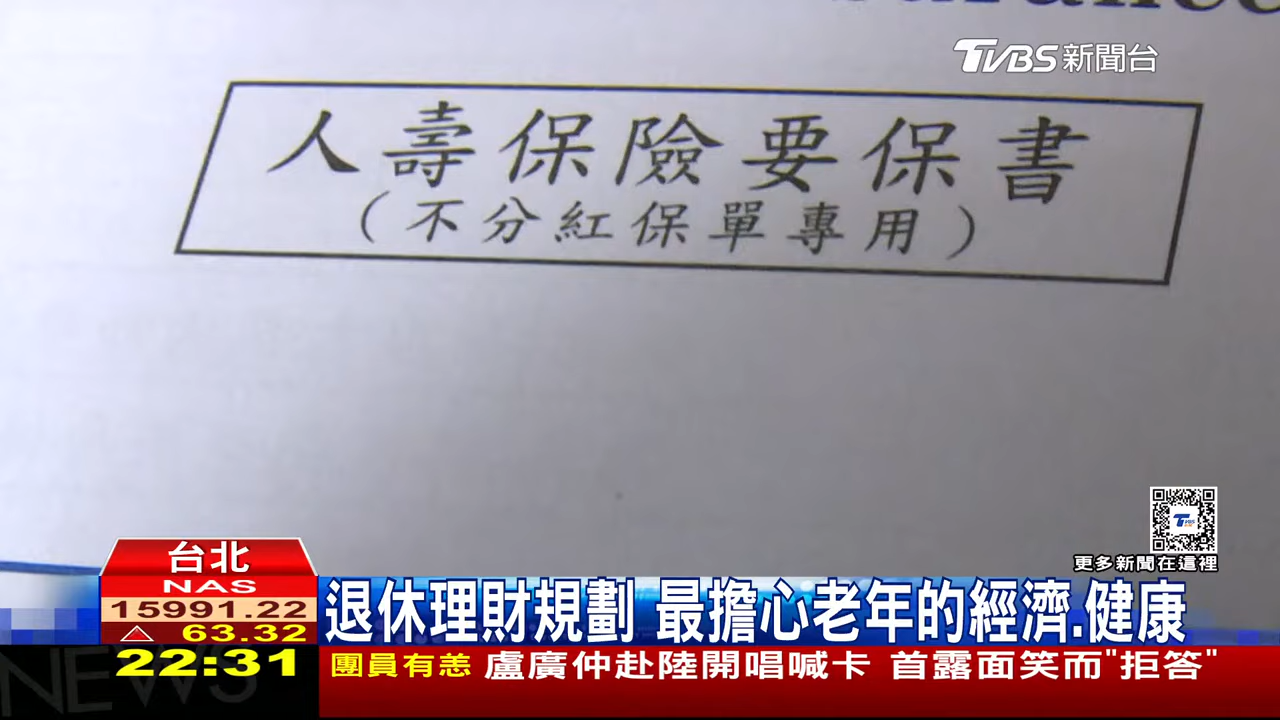 TVBS新聞台
人壽保險要保書
(不分紅保單專用)
更多新聞在這裡
台北
NAS
15991.22
63.32
退休理財規劃 最擔心老年的經濟.健康
22:31
團員有恙 盧廣仲赴陸開唱喊卡 首露面笑而"拒答"
NEWS